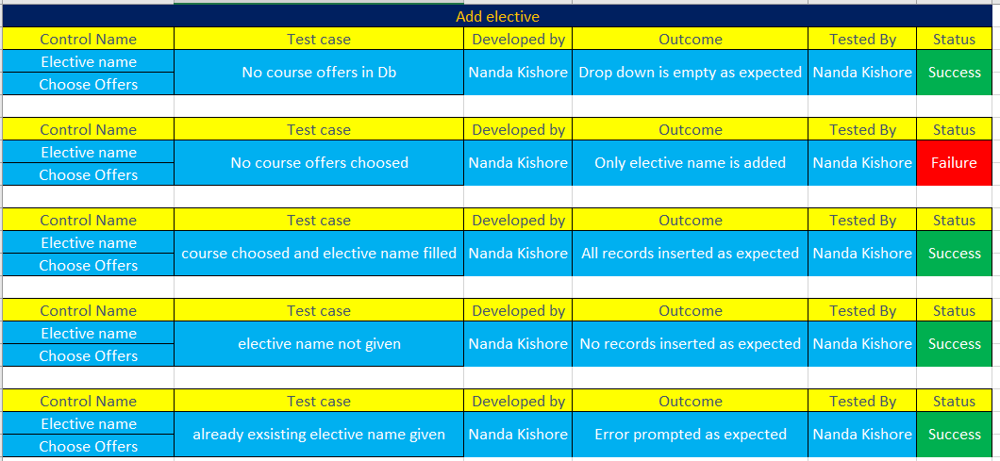 Add elective
Control Name Test case Developed by Outcome Tested By Status
Elective name
No course offers in Db Nanda Kishore Drop down is empty as expected Nanda Kishore Success
Choose Offers
Control Name Test case Developed by Outcome Tested By Status
Elective name
No course offers choosed Nanda Kishore Only elective name is added Nanda Kishore Failure
Choose Offers
Control Name Test case Developed by Outcome Tested By Status
Elective name
course choosed and elective name filled Nanda Kishore All records inserted as expected Nanda Kishore Success
Choose Offers
Control Name Test case Developed by Outcome Tested By Status
Elective name
elective name not given Nanda Kishore No records inserted as expected Nanda Kishore Success
Choose Offers
Control Name Test case Developed by Outcome Tested By Status
Elective name
already exsisting elective name given Nanda Kishore Error prompted as expected Nanda Kishore Success
Choose Offers